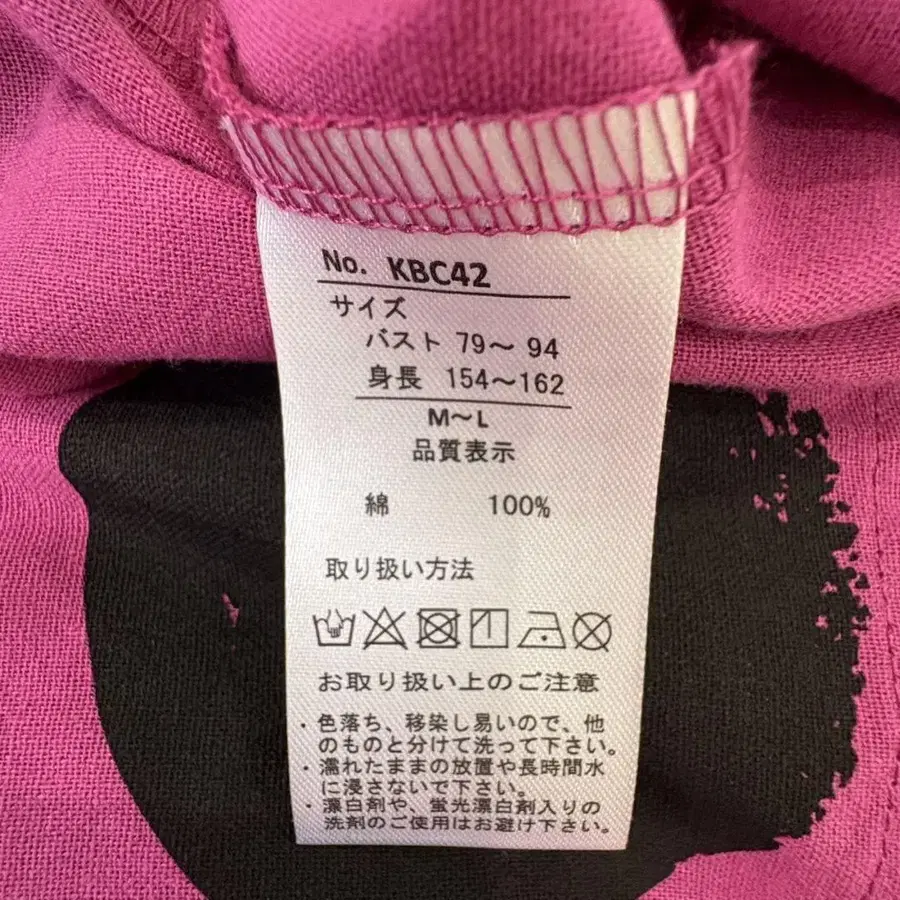 No. KBC42
サイズ
バスト 79～ 94
身長 154～162
M～L
品質表示
綿 100%
取り扱い方法
お取り扱い上のご注意
・色落ち、移染し易いので、他
のものと分けて洗って下さい。
・濡れたままの放置や長時間水
に浸さないで下さい。
・漂白剤や、蛍光漂白剤入りの
洗剤のご使用はお避け下さい。